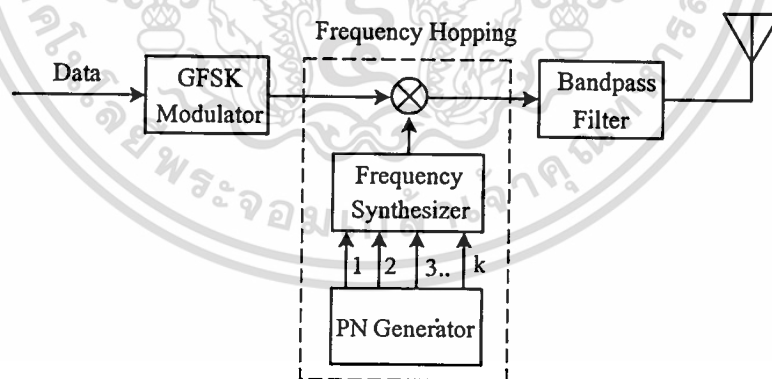 Frequency Hopping
Data
GFSK
Modulator
Bandpass
Filter
Frequency
Synthesizer
1 2 3.. k
PN Generator